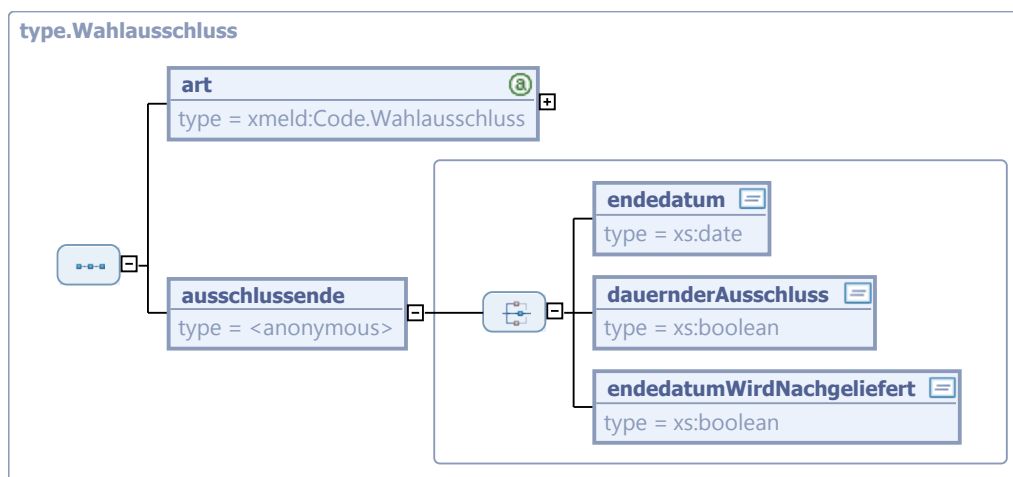 type.Wahlausschluss
art
type = xmeld:Code.Wahlausschluss
endedatum
type = xs:date
ausschlussende
type = <anonymous>
dauernderAusschluss
type = xs:boolean
endedatumWirdNachgeliefert
type = xs:boolean